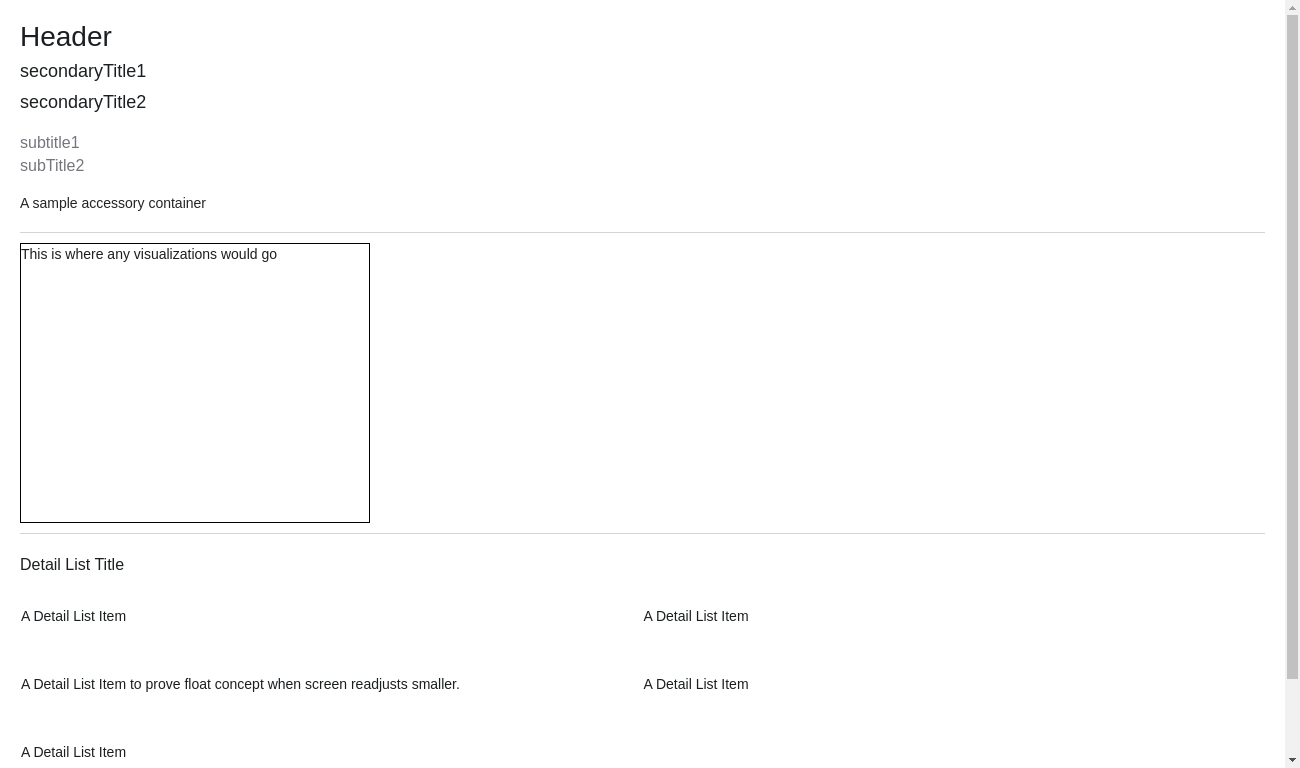 Header
secondaryTitle1
secondaryTitle2
subtitle1
subTitle2
A sample accessory container
This is where any visualizations would go
Detail List Title
A Detail List Item
A Detail List Item
A Detail List Item to prove float concept when screen readjusts smaller.
A Detail List Item
A Detail List Item